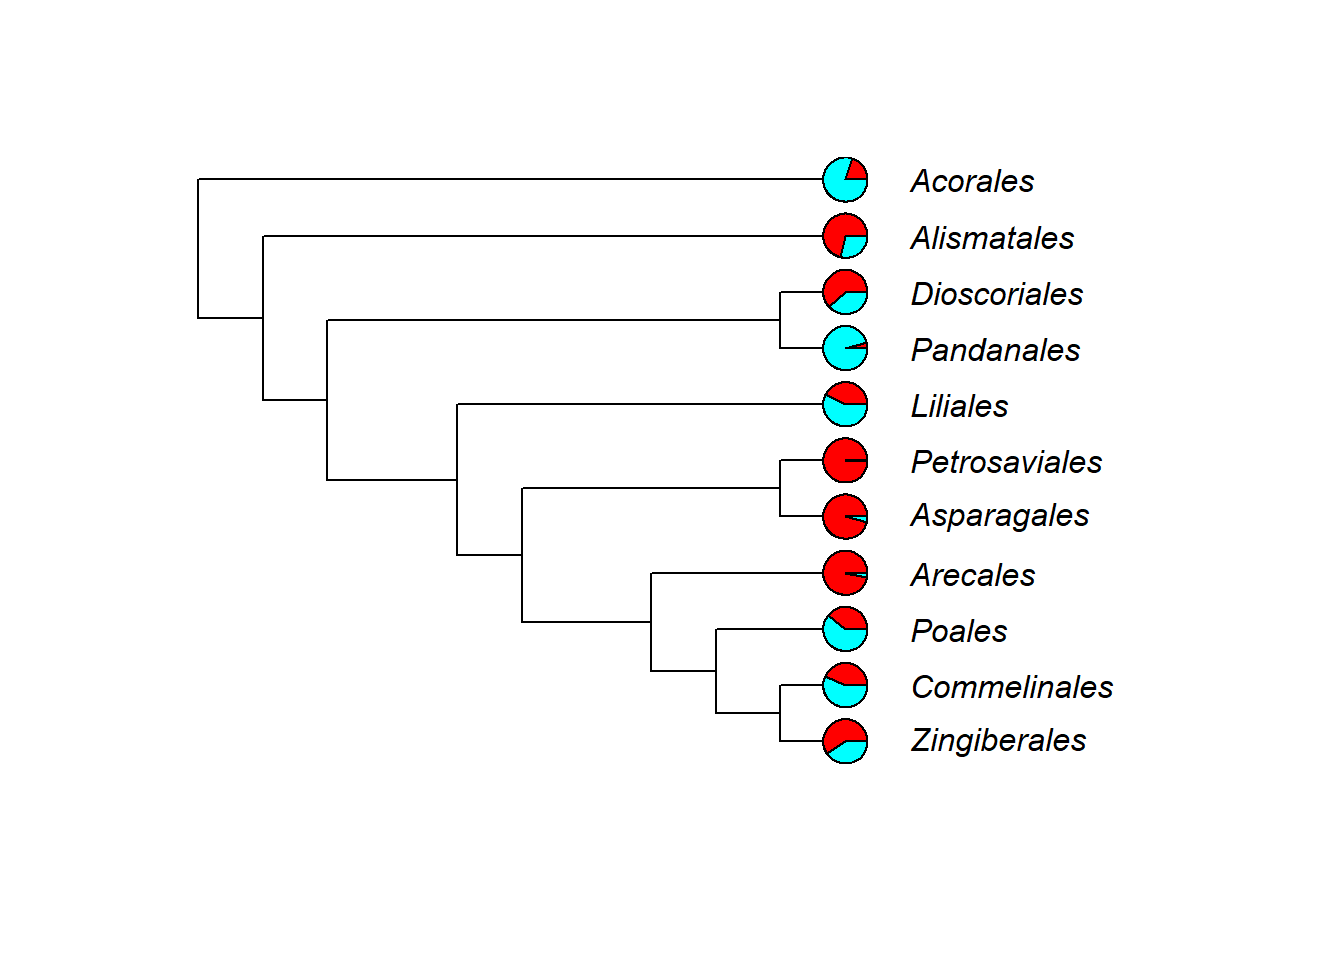 Acorales
Alismatales
Dioscoriales
Pandanales
Liliales
Petrosaviales
Asparagales
Arecales
Poales
Commelinales
Zingiberales